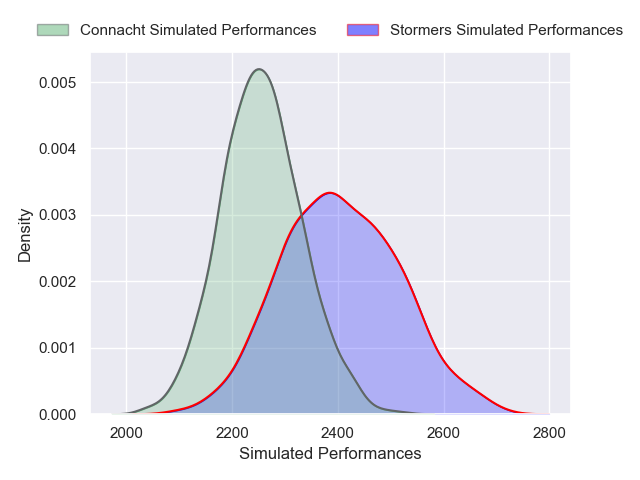 Connacht Simulated Performances Stormers Simulated Performances
0.005
0.004
0.003
0.002
0.001
0.000
Density
2000 2200 2400 2600 2800
Simulated Performances